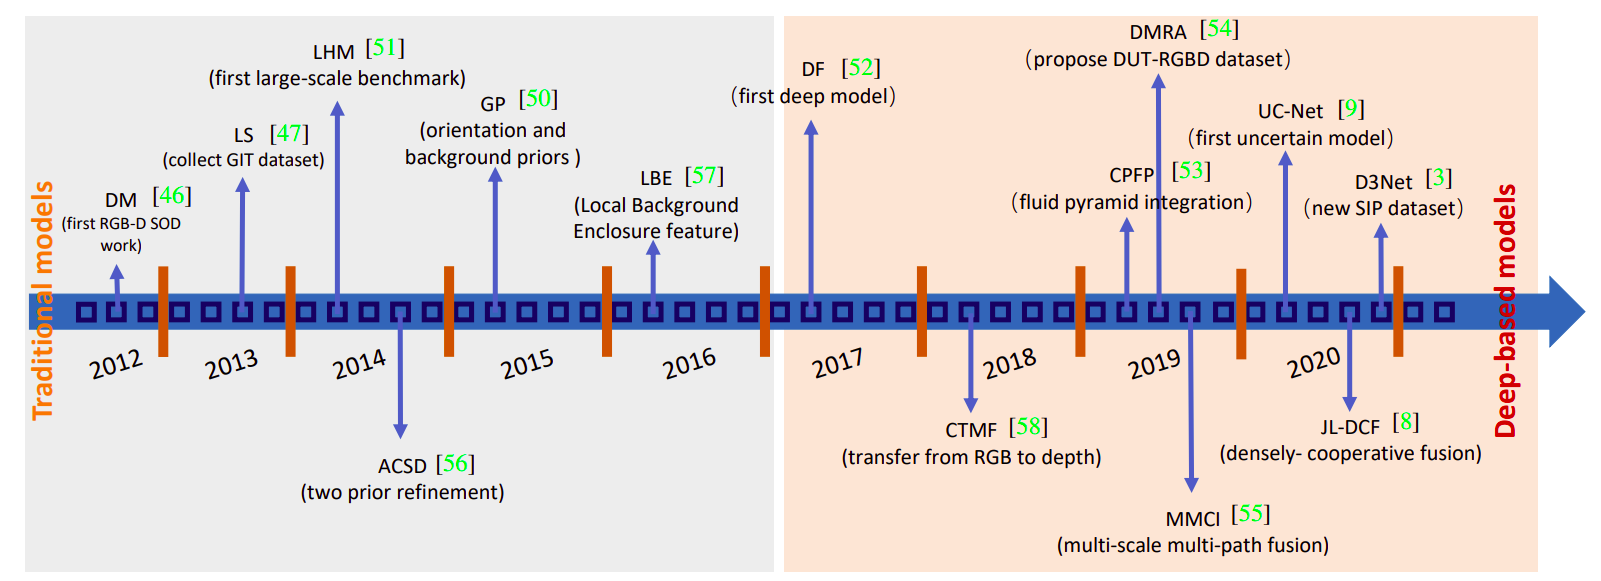 Traditional models
DM [46]
(first RGB-D SOD
work)
LS [47]
(collect GIT dataset)
LHM [51]
(first large-scale benchmark)
ACSD [56]
(two prior refinement)
GP [50]
(orientation and
background priors )
LBE [57]
(Local Background
Enclosure feature)
DF [52]
(first deep model)
CTMF [58]
(transfer from RGB to depth)
CPFP [53]
(fluid pyramid integration)
DMRA [54]
(propose DUT-RGBD dataset)
MMCI [55]
(multi-scale multi-path fusion)
UC-Net [9]
(first uncertain model)
JL-DCF [8]
(densely- cooperative fusion)
D3Net [3]
(new SIP dataset)
2012
2013
2014
2015
2016
2017
2018
2019
2020
Deep-based models